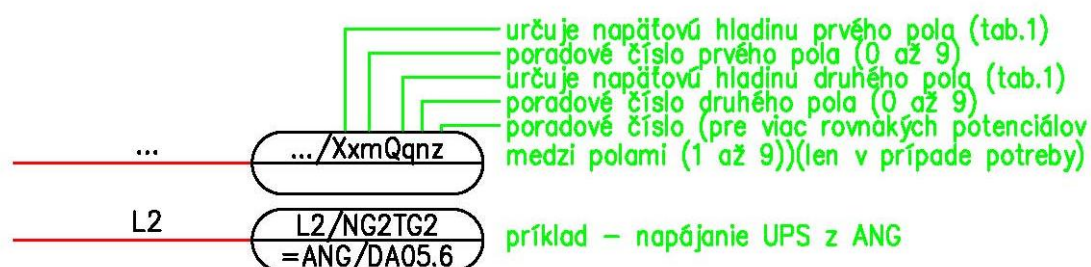 určuje napäťovú hladinu prvého pola (tab.1)
poradové číslo prvého pola (0 až 9)
určuje napäťovú hladinu druhého pola (tab.1)
poradové číslo druhého pola (0 až 9)
poradové číslo (pre viac rovnakých potenciálov
medzi polami (1 až 9))(len v prípade potreby)
...
.../XxmQqnz
L2
L2/NG2TG2
=ANG/DA05.6
príklad – napájanie UPS z ANG